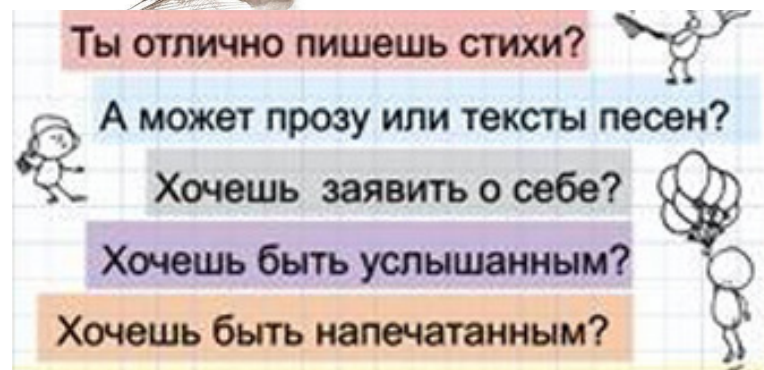 Ты отлично пишешь стихи?
А может прозу или тексты песен?
Хочешь заявить о себе?
Хочешь быть услышанным?
Хочешь быть напечатанным?